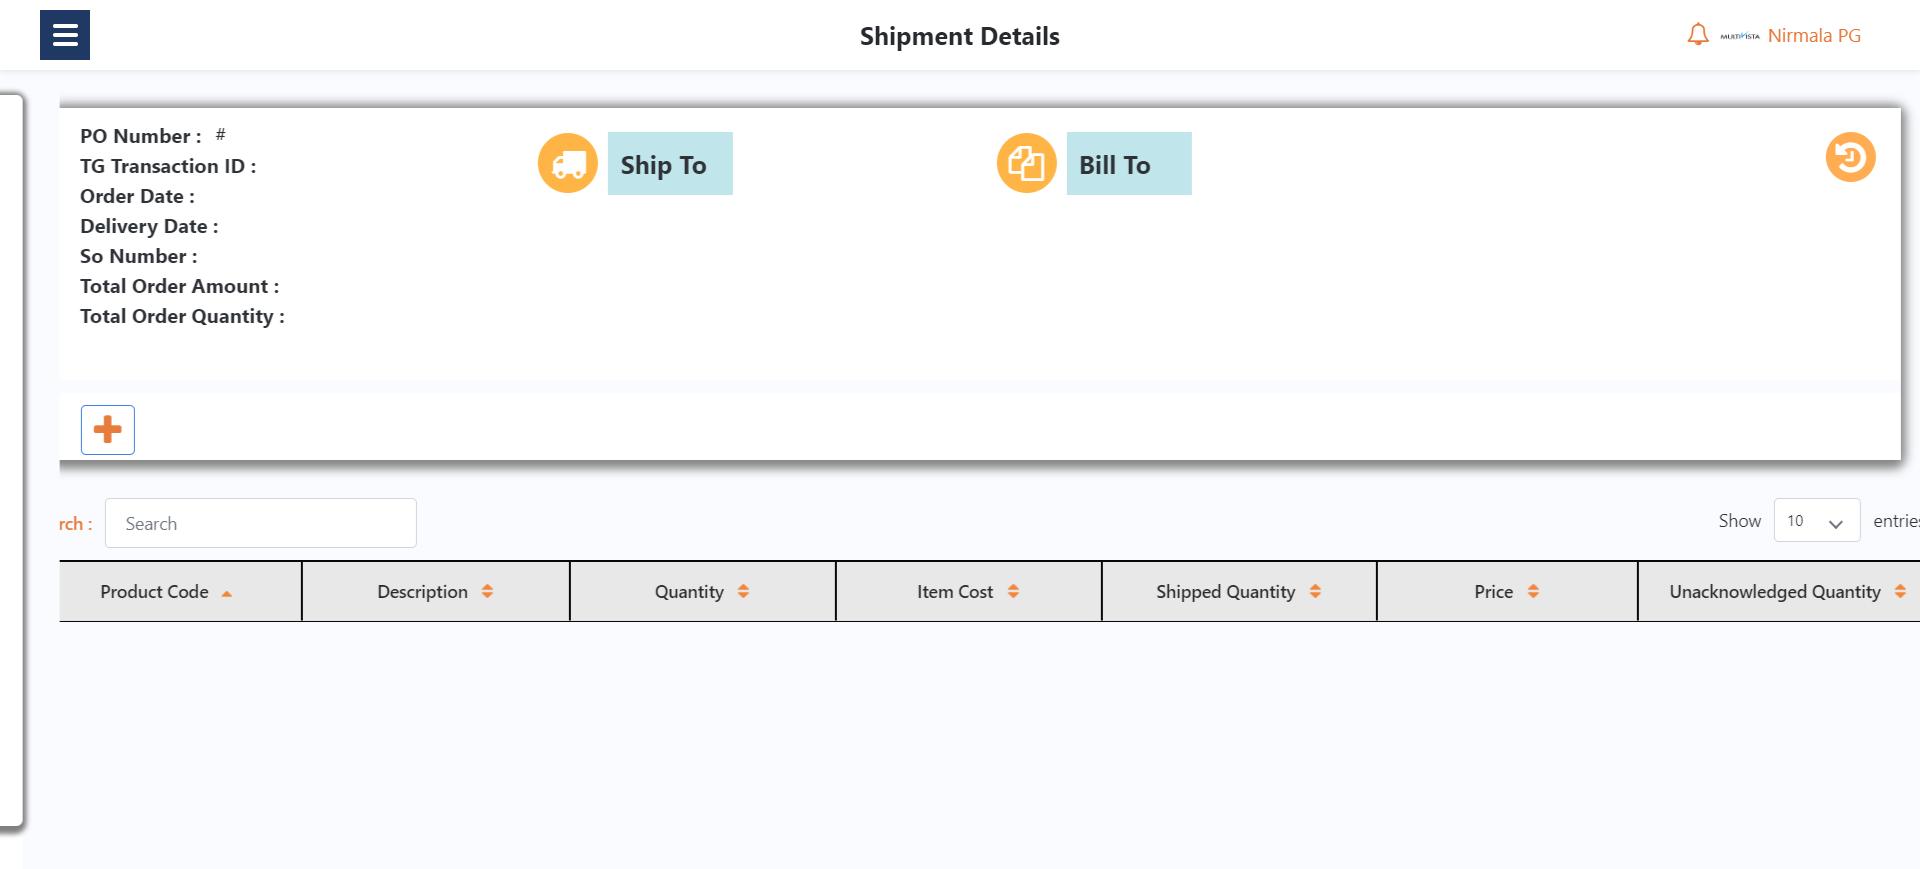 Shipment Details
MULTIVISTA Nirmala PG
PO Number : #
TG Transaction ID :
Order Date :
Delivery Date :
So Number :
Total Order Amount :
Total Order Quantity :
Ship To
Bill To
rch : Search
Show 10 entries
Product Code Description Quantity Item Cost Shipped Quantity Price Unacknowledged Quantity